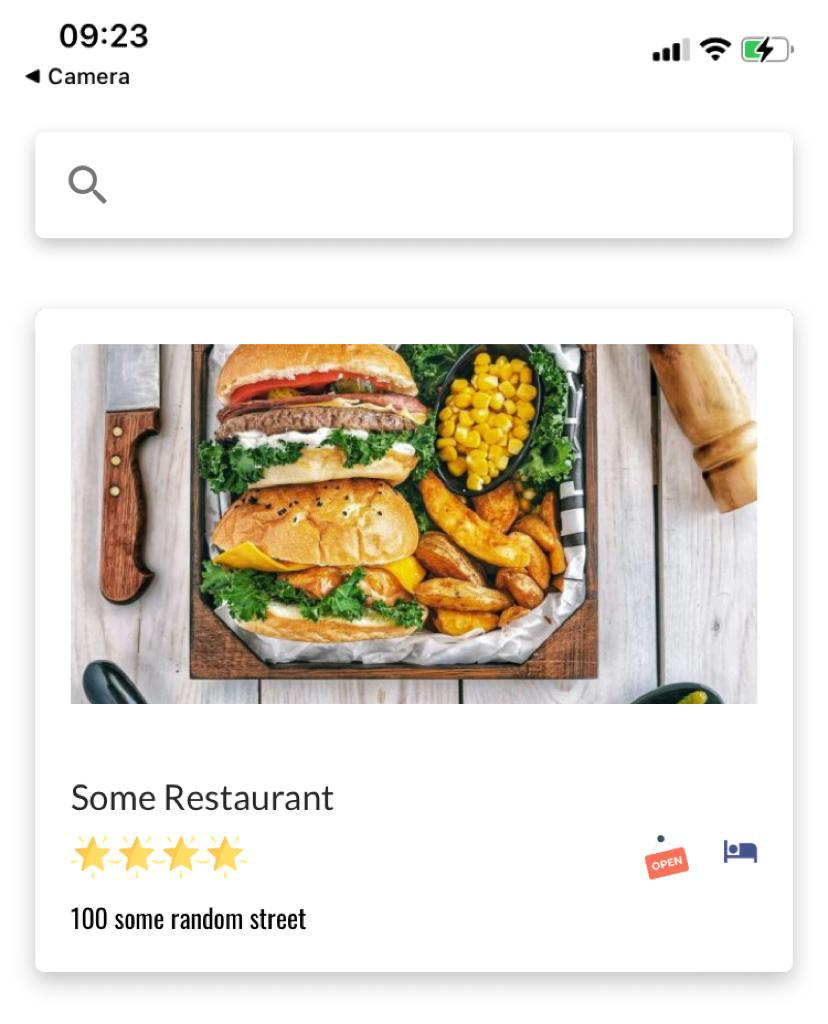 09:23
◀ Camera
Some Restaurant
OPEN
100 some random street